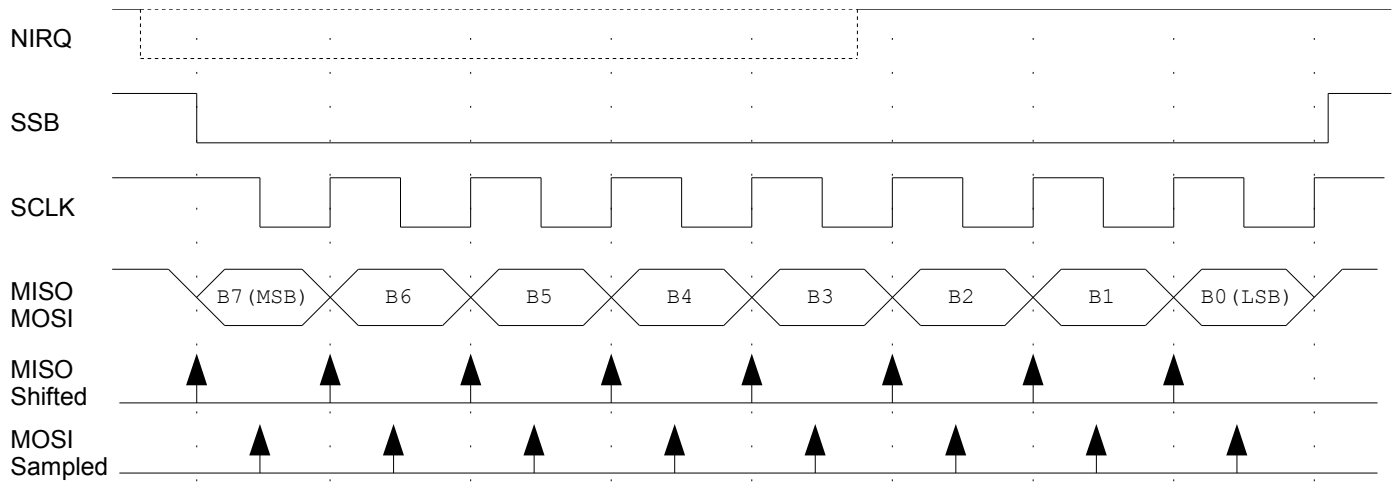 NIRQ
SSB
SCLK
MISO
MOSI
B7(MSB) B6 B5 B4 B3 B2 B1 B0(LSB)
MISO
Shifted
MOSI
Sampled